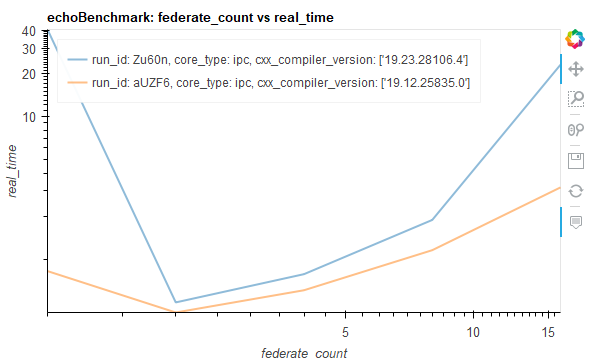 echoBenchmark: federate_count vs real_time
40
30
20
10
real_time
run_id: Zu60n, core_type: ipc, cxx_compiler_version: ['19.23.28106.4']
run_id: aUZF6, core_type: ipc, cxx_compiler_version: ['19.12.25835.0']
5
10
15
federate_count